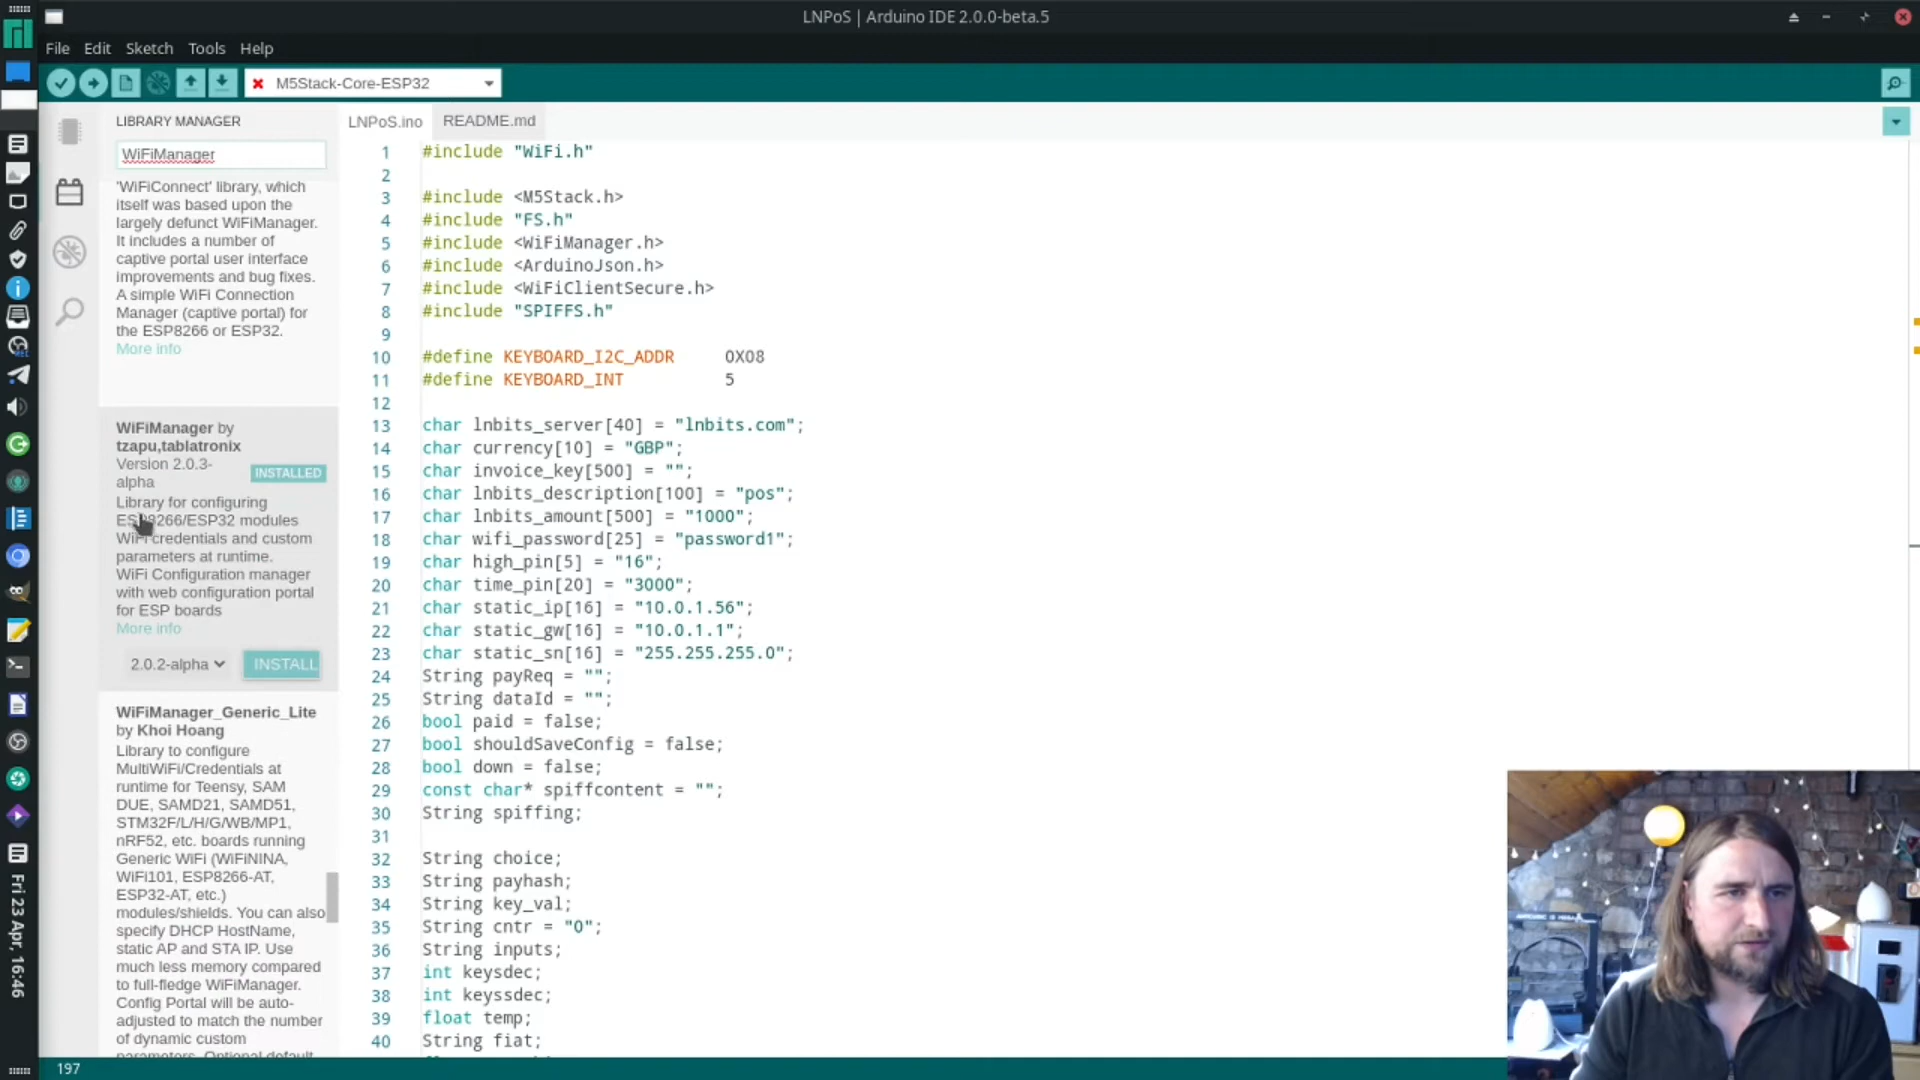 LNPoS | Arduino IDE 2.0.0-beta.5
File Edit Sketch Tools Help
M5Stack-Core-ESP32
LIBRARY MANAGER
WiFiManager
'WiFiConnect' library, which
itself was based upon the
largely defunct WiFiManager.
It includes a number of
captive portal user interface
improvements and bug fixes.
A simple WiFi Connection
Manager (captive portal) for
the ESP8266 or ESP32.
More info
WiFiManager by
tzapu,tablatronix
Version 2.0.3-
alpha
INSTALLED
Library for configuring
ESP8266/ESP32 modules
WiFi credentials and custom
parameters at runtime.
WiFi Configuration manager
with web configuration portal
for ESP boards
More info
2.0.2-alpha
INSTALL
WiFiManager_Generic_Lite
by Khoi Hoang
Library to configure
MultiWiFi/Credentials at
runtime for Teensy, SAM
DUE, SAMD21, SAMD51,
STM32F/L/H/G/WB/MP1,
nRF52, etc. boards running
Generic WiFi (WiFiNINA,
WiFi101, ESP8266-AT,
ESP32-AT, etc.)
modules/shields. You can also
specify DHCP HostName,
static AP and STA IP. Use
much less memory compared
to full-fledge WiFiManager.
Config Portal will be auto-
adjusted to match the number
of dynamic custom
parameters. Optional default
LNPoS.ino README.md
1 #include "WiFi.h"
2
3 #include <M5Stack.h>
4 #include "FS.h"
5 #include <WiFiManager.h>
6 #include <ArduinoJson.h>
7 #include <WiFiClientSecure.h>
8 #include "SPIFFS.h"
9
10 #define KEYBOARD_I2C_ADDR 0X08
11 #define KEYBOARD_INT 5
12
13 char lnbits_server[40] = "lnbits.com";
14 char currency[10] = "GBP";
15 char invoice_key[500] = "";
16 char lnbits_description[100] = "pos";
17 char lnbits_amount[500] = "1000";
18 char wifi_password[25] = "password1";
19 char high_pin[5] = "16";
20 char time_pin[20] = "3000";
21 char static_ip[16] = "10.0.1.56";
22 char static_gw[16] = "10.0.1.1";
23 char static_sn[16] = "255.255.255.0";
24 String payReq = "";
25 String dataId = "";
26 bool paid = false;
27 bool shouldSaveConfig = false;
28 bool down = false;
29 const char* spiffcontent = "";
30 String spiffing;
31
32 String choice;
33 String payhash;
34 String key_val;
35 String cntr = "0";
36 String inputs;
37 int keysdec;
38 int keyssdec;
39 float temp;
40 String fiat;
Fri 23 Apr, 16:46
197